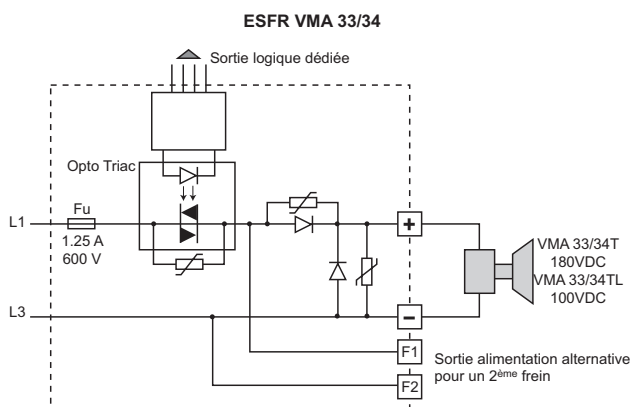 ESFR VMA 33/34
Sortie logique dédiée
Opto Triac
L1
Fu
1.25 A
600 V
+
VMA 33/34T
180VDC
VMA 33/34TL
100VDC
L3
−
F1
Sortie alimentation alternative
pour un 2ème frein
F2